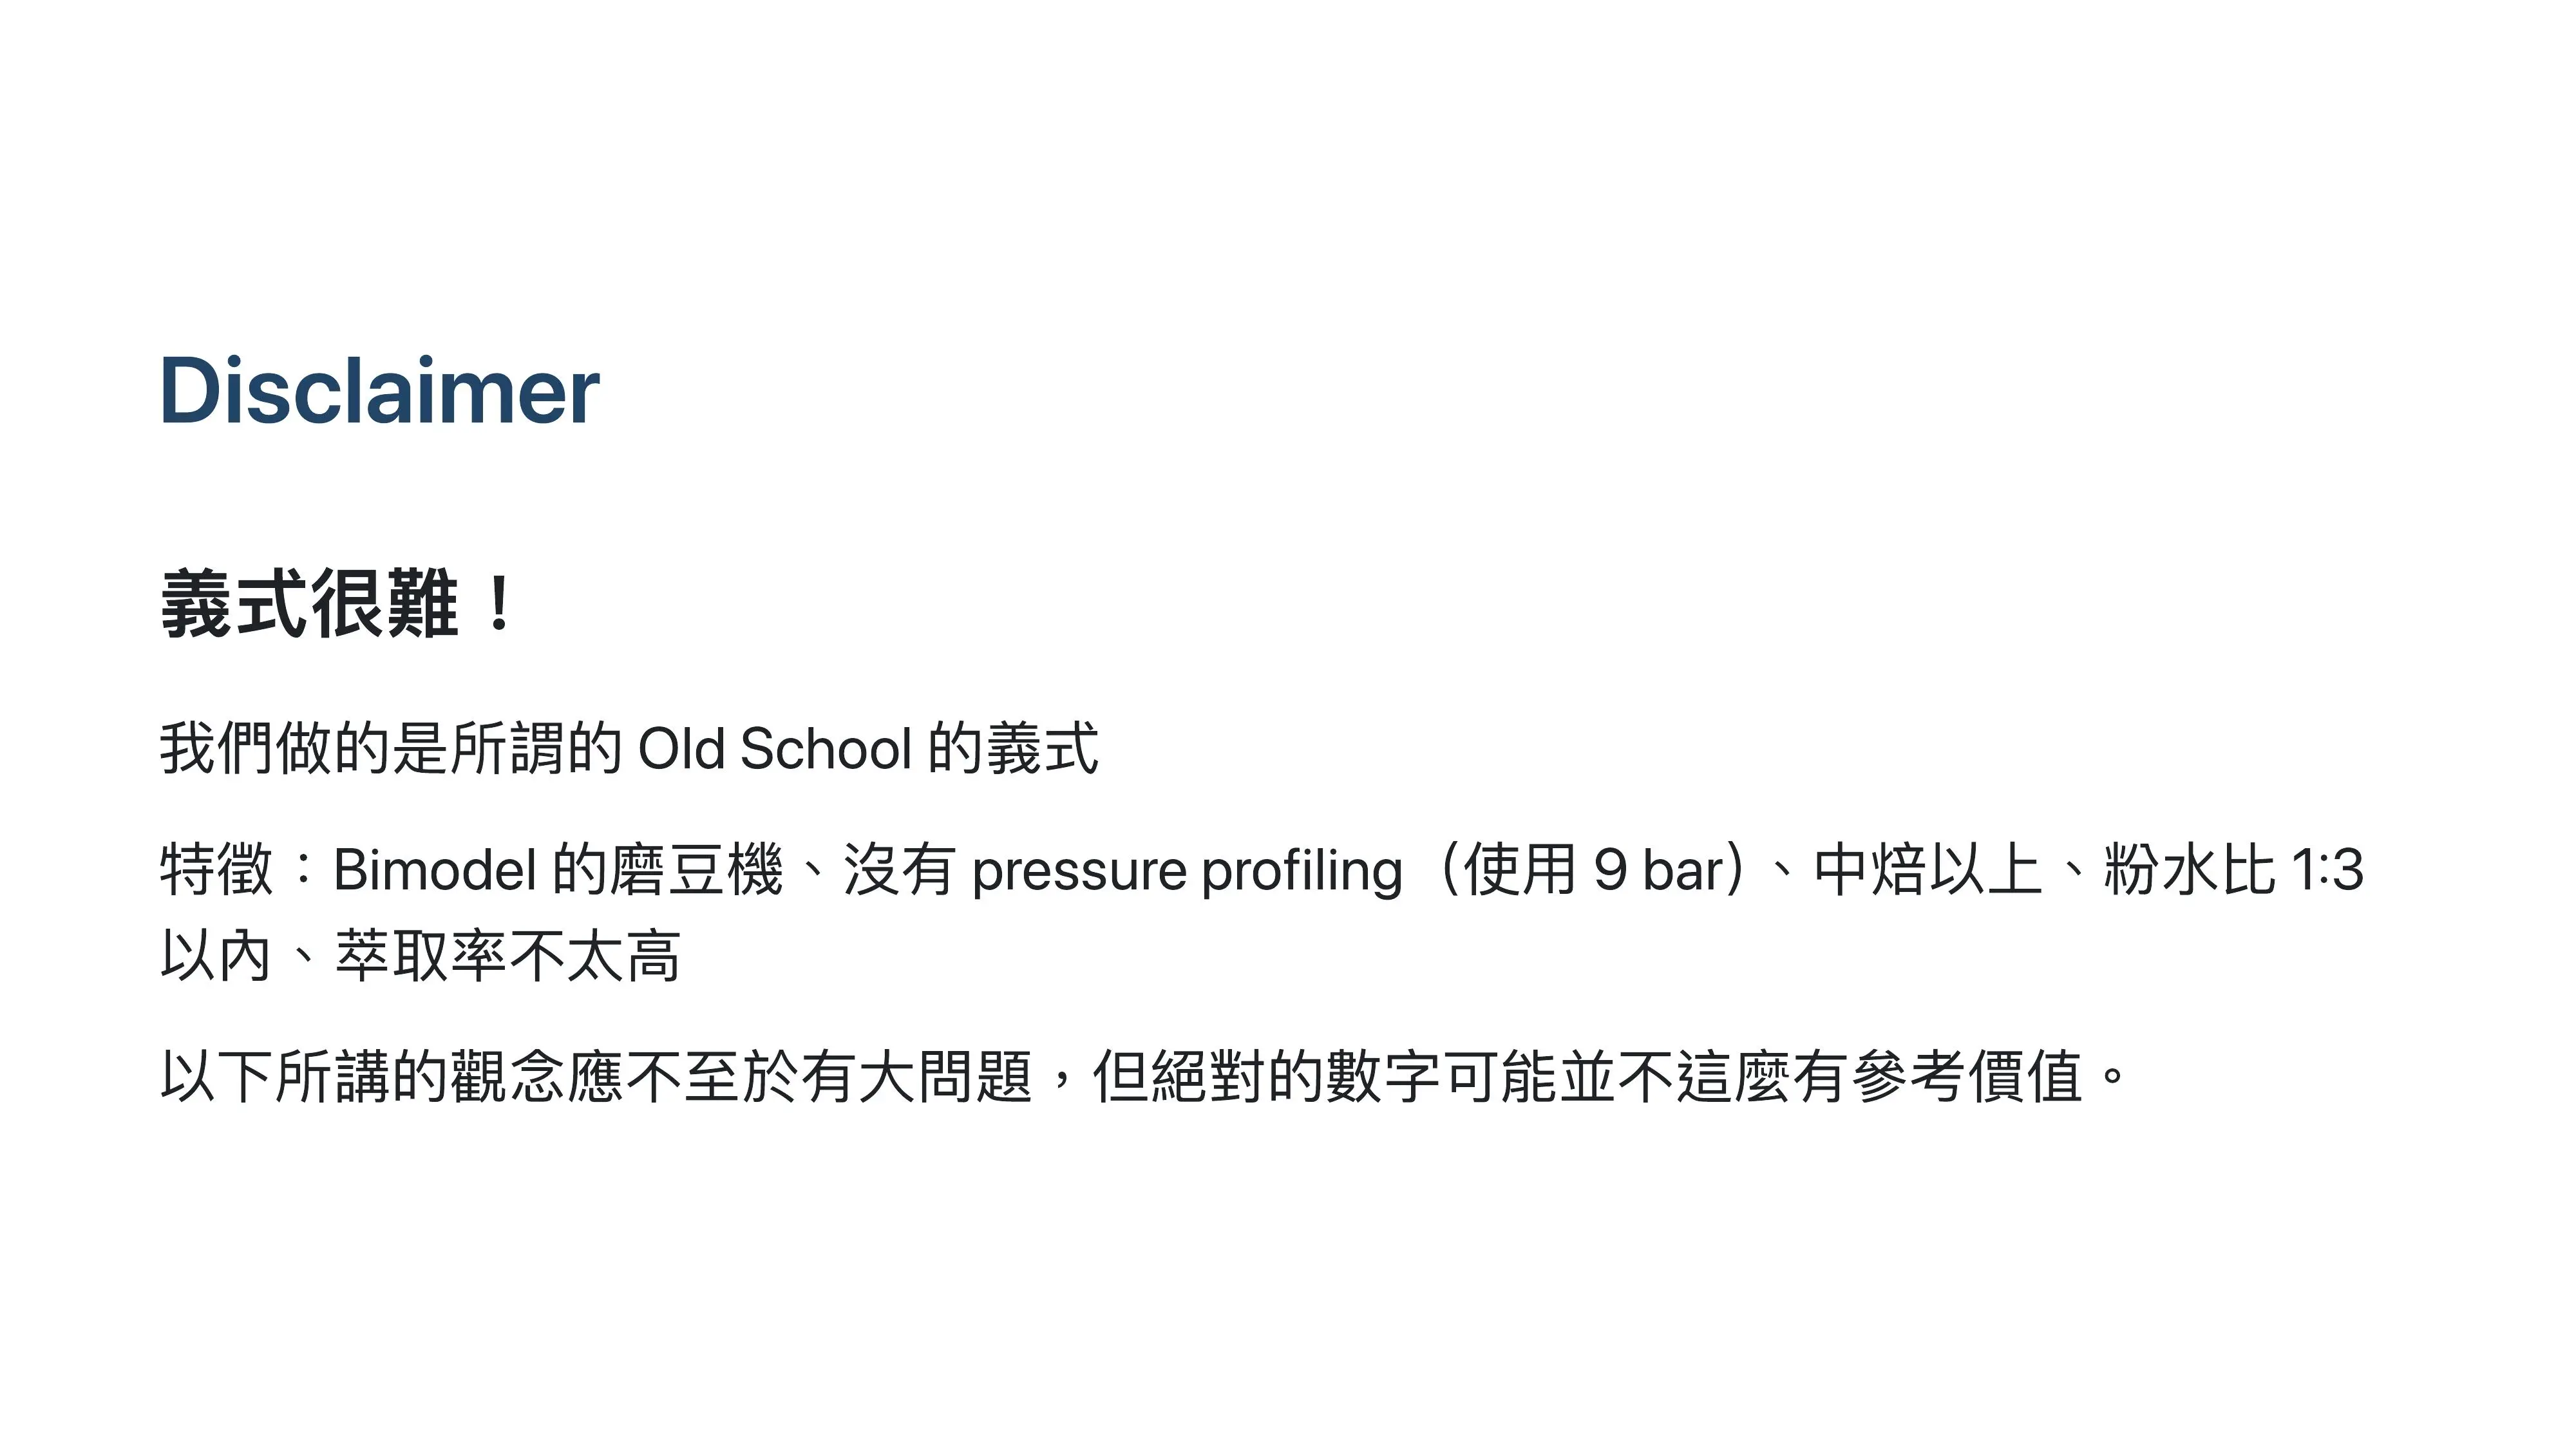 Disclaimer
義式很難！
我們做的是所謂的 Old School 的義式
特徵：Bimodel 的磨豆機、沒有 pressure profiling（使用 9 bar）、中焙以上、粉水比 1:3
以內、萃取率不太高
以下所講的觀念應不至於有大問題，但絕對的數字可能並不這麼有參考價值。